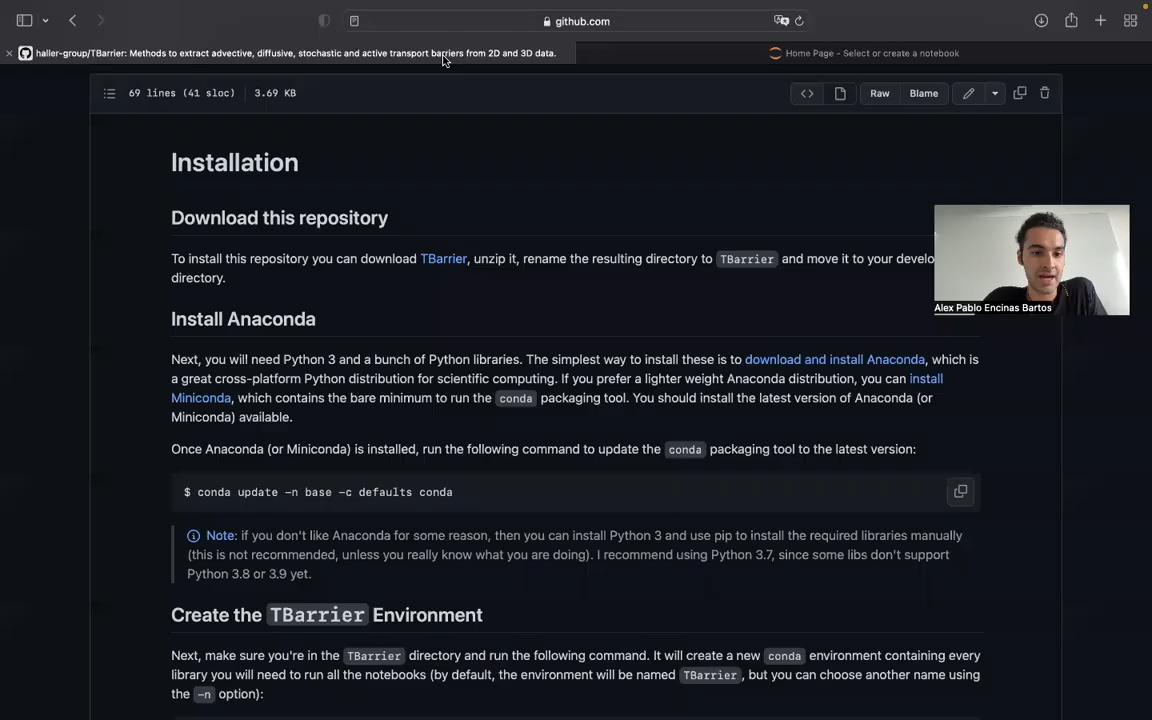 github.com
haller-group/TBarrier: Methods to extract advective, diffusive, stochastic and active transport barriers from 2D and 3D data.
Home Page - Select or create a notebook
69 lines (41 sloc) 3.69 KB
Raw Blame
Installation
Download this repository
To install this repository you can download TBarrier, unzip it, rename the resulting directory to TBarrier and move it to your develo
directory.
Install Anaconda
Next, you will need Python 3 and a bunch of Python libraries. The simplest way to install these is to download and install Anaconda, which is
a great cross-platform Python distribution for scientific computing. If you prefer a lighter weight Anaconda distribution, you can install
Miniconda, which contains the bare minimum to run the conda packaging tool. You should install the latest version of Anaconda (or
Miniconda) available.
Once Anaconda (or Miniconda) is installed, run the following command to update the conda packaging tool to the latest version:
$ conda update -n base -c defaults conda
Note: if you don't like Anaconda for some reason, then you can install Python 3 and use pip to install the required libraries manually
(this is not recommended, unless you really know what you are doing). I recommend using Python 3.7, since some libs don't support
Python 3.8 or 3.9 yet.
Create the TBarrier Environment
Next, make sure you're in the TBarrier directory and run the following command. It will create a new conda environment containing every
library you will need to run all the notebooks (by default, the environment will be named TBarrier, but you can choose another name using
the -n option):
Alex Pablo Encinas Bartos